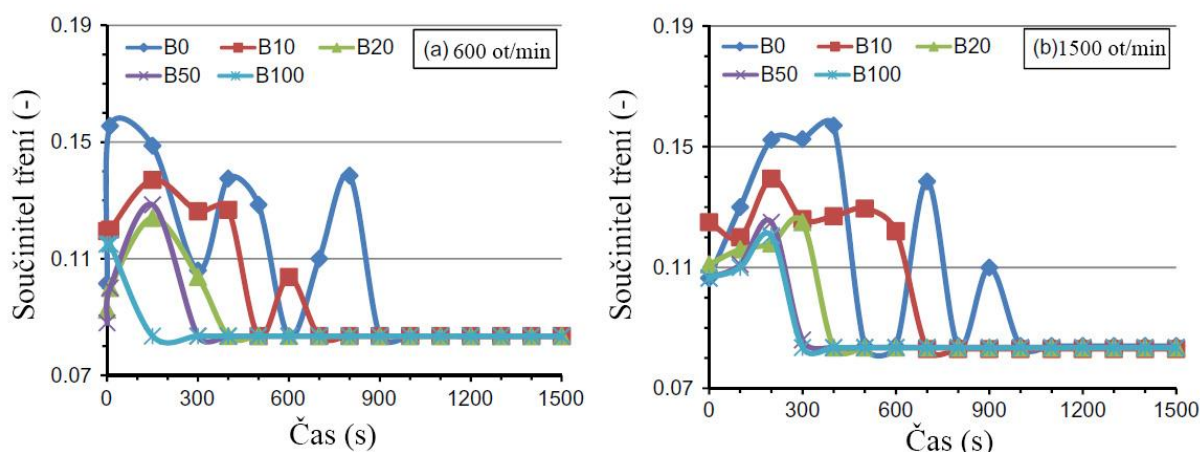 0.19
B0 B10 B20
(a) 600 ot/min
B50 B100
0.15
0.11
0.07
0 300 600 900 1200 1500
Součinitel tření (-)
Čas (s)
0.19
B0 B10 B20
(b)1500 ot/min
B50 B100
0.15
0.11
0.07
0 300 600 900 1200 1500
Součinitel tření (-)
Čas (s)